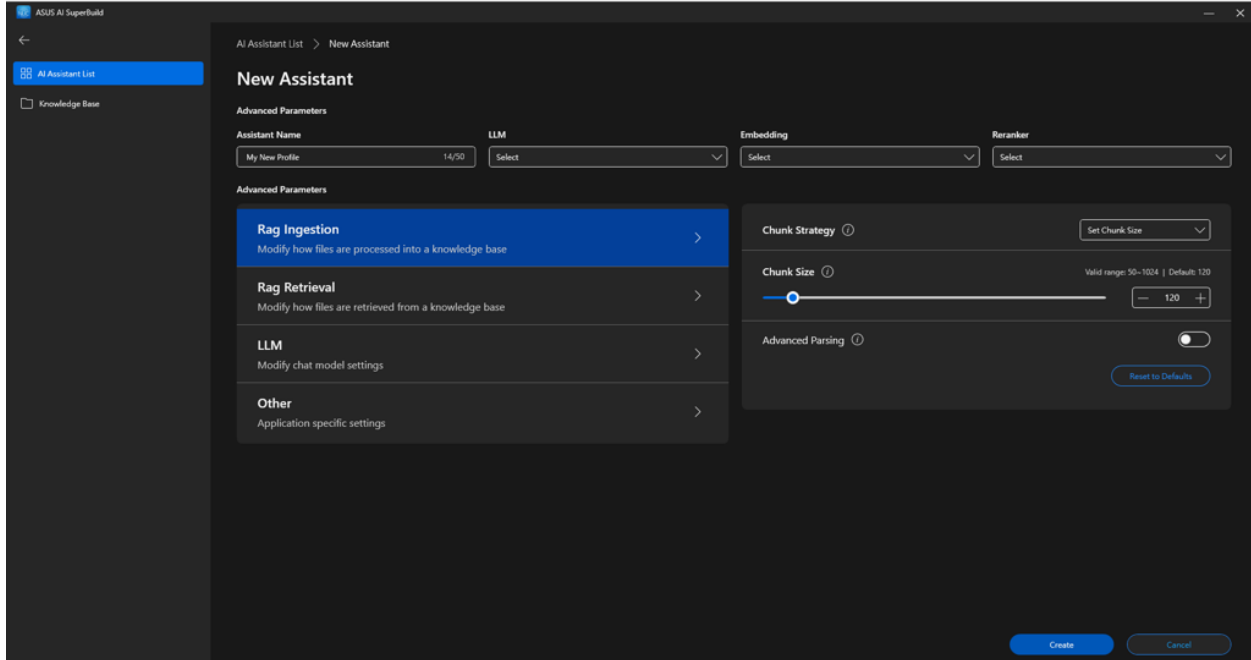 ASUS AI SuperBuild
AI Assistant List
Knowledge Base
AI Assistant List > New Assistant
New Assistant
Advanced Parameters
Assistant Name LLM Embedding Reranker
My New Profile 14/50 Select Select Select
Advanced Parameters
Rag Ingestion
Modify how files are processed into a knowledge base
Rag Retrieval
Modify how files are retrieved from a knowledge base
LLM
Modify chat model settings
Other
Application specific settings
Chunk Strategy Set Chunk Size
Chunk Size Valid range: 50~1024 | Default: 120
120
Advanced Parsing
Reset to Defaults
Create Cancel